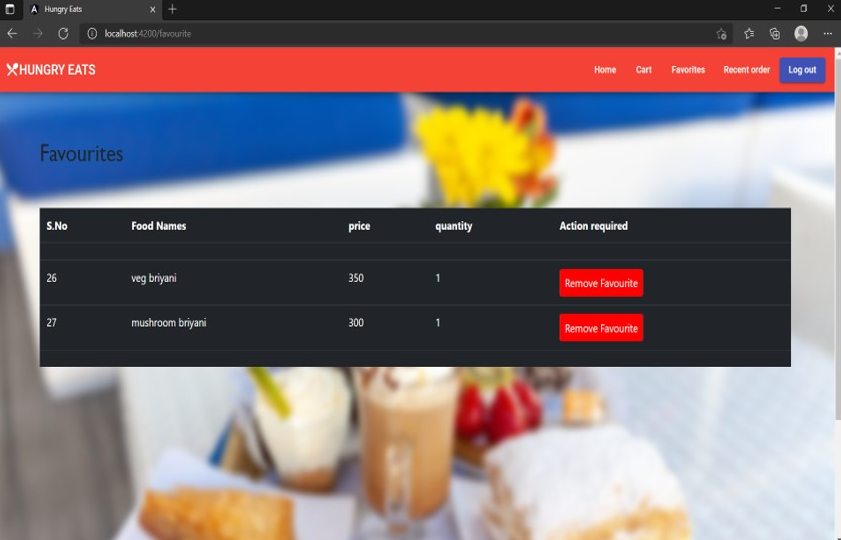 Hungry Eats
localhost:4200/favourite
HUNGRY EATS Home Cart Favorites Recent order Log out
Favourites
S.No Food Names price quantity Action required
26 veg briyani 350 1 Remove Favourite
27 mushroom briyani 300 1 Remove Favourite